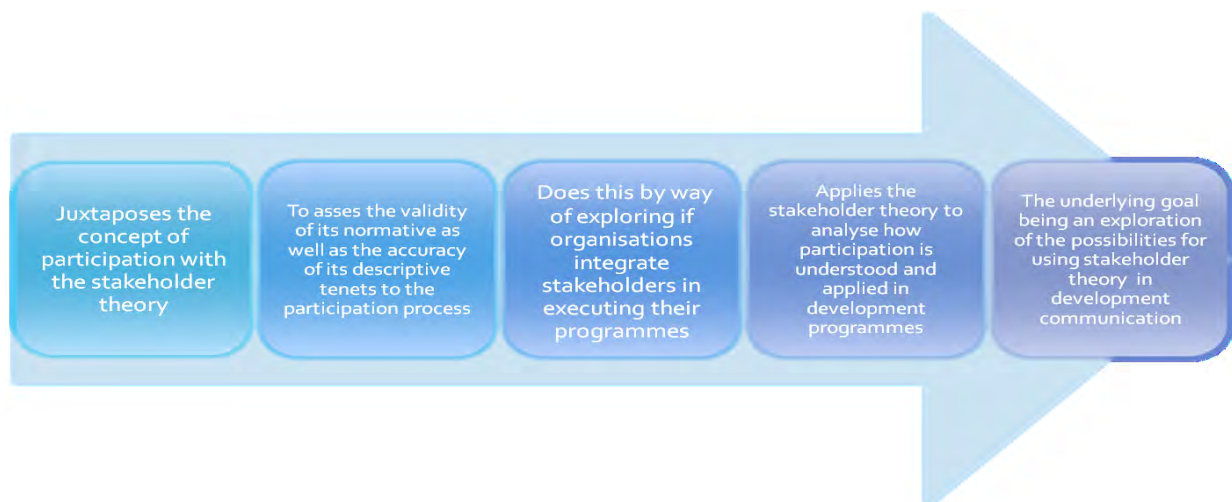 Juxtaposes the
concept of
participation with
the stakeholder
theory
To asses the validity
of its normative as
well as the accuracy
of its descriptive
tenets to the
participation process
Does this by way
of exploring if
organisations
integrate
stakeholders in
executing their
programmes
Applies the
stakeholder theory to
analyse how
participation is
understood and
applied in
development
programmes
The underlying goal
being an exploration
of the possibilities for
using stakeholder
theory in
development
communication